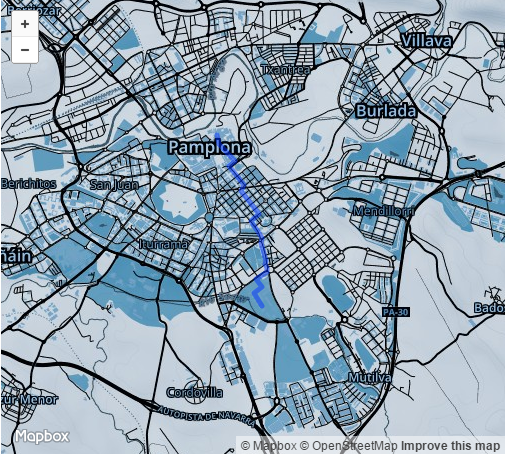 Berriozar
+
−
Villava
Txantrea
Burlada
Pamplona
Berichitos
San Juan
Mendillorri
Iturrama
PA-30
Mutilva
Cordovilla
AUTOPISTA DE NAVARRA
Mapbox
© Mapbox © OpenStreetMap Improve this map